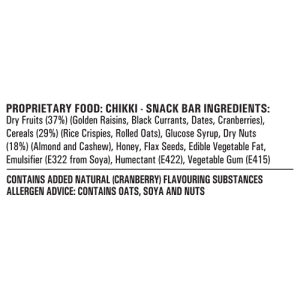 PROPRIETARY FOOD: CHIKKI - SNACK BAR INGREDIENTS:
Dry Fruits (37%) (Golden Raisins, Black Currants, Dates, Cranberries),
Cereals (29%) (Rice Crispies, Rolled Oats), Glucose Syrup, Dry Nuts
(18%) (Almond and Cashew), Honey, Flax Seeds, Edible Vegetable Fat,
Emulsifier (E322 from Soya), Humectant (E422), Vegetable Gum (E415)
CONTAINS ADDED NATURAL (CRANBERRY) FLAVOURING SUBSTANCES
ALLERGEN ADVICE: CONTAINS OATS, SOYA AND NUTS